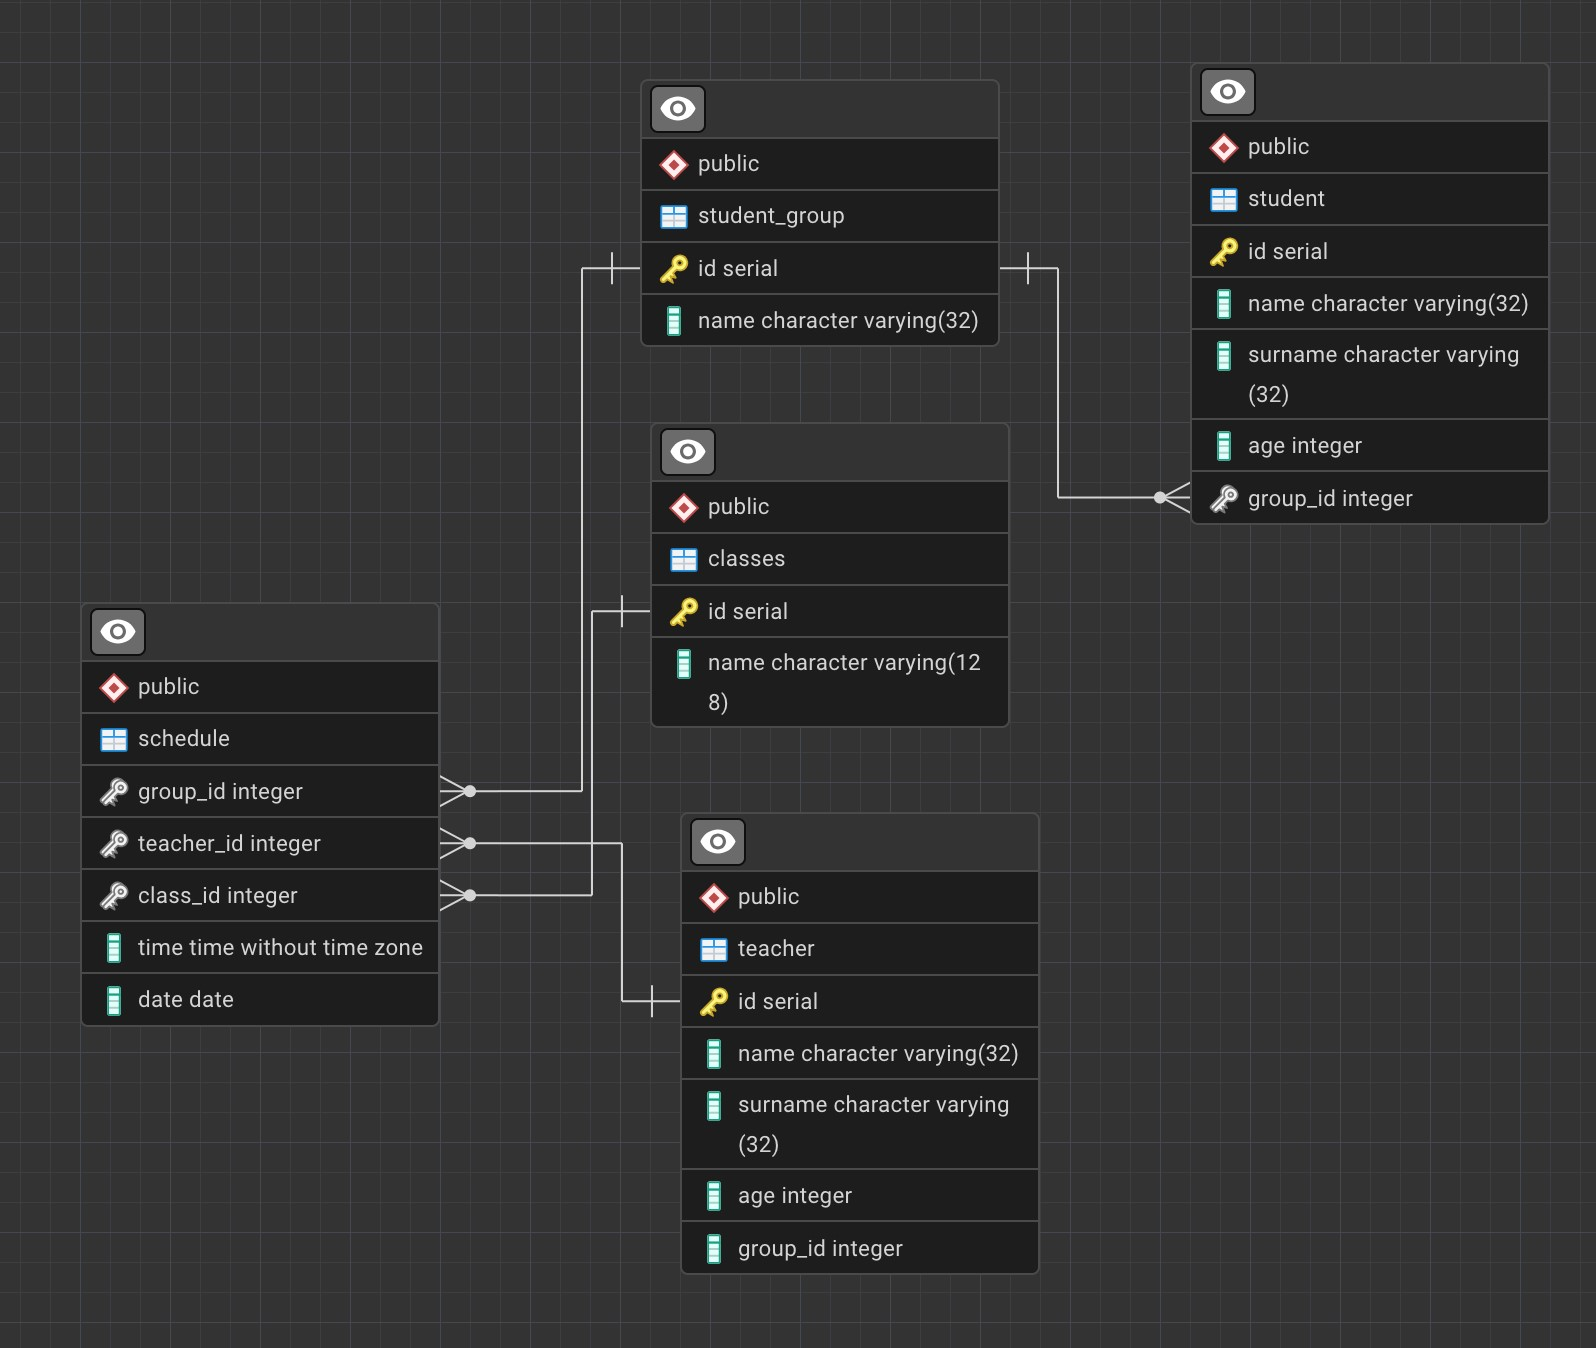 public
student_group
id serial
name character varying(32)
public
student
id serial
name character varying(32)
surname character varying
(32)
age integer
group_id integer
public
classes
id serial
name character varying(12
8)
public
schedule
group_id integer
teacher_id integer
class_id integer
time time without time zone
date date
public
teacher
id serial
name character varying(32)
surname character varying
(32)
age integer
group_id integer